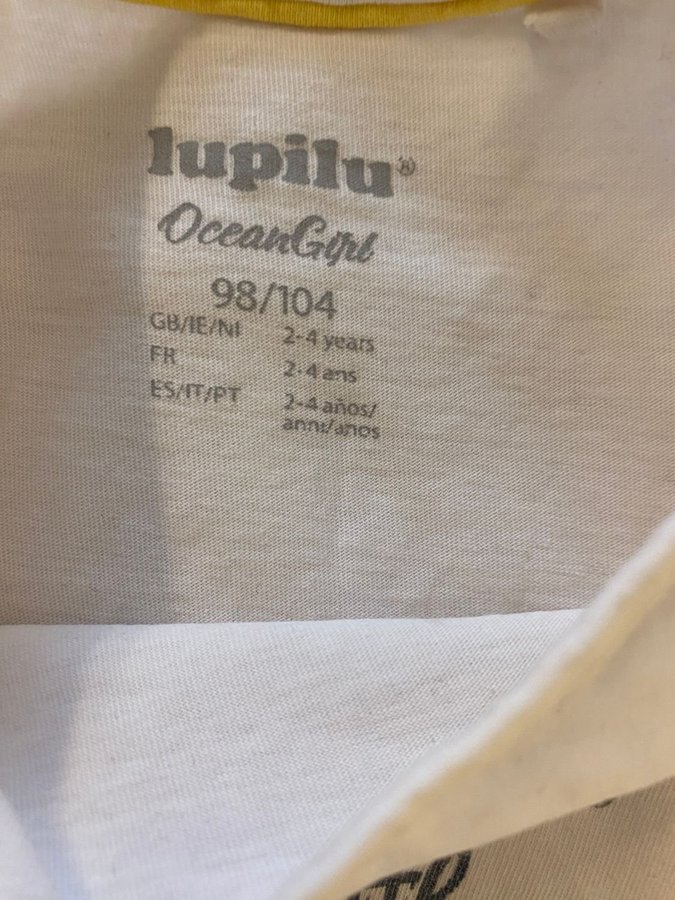 lupilu®
OceanGirl
98/104
GB/IE/NI 2-4 years
FR 2-4 ans
ES/IT/PT 2-4 años/
anni/anos